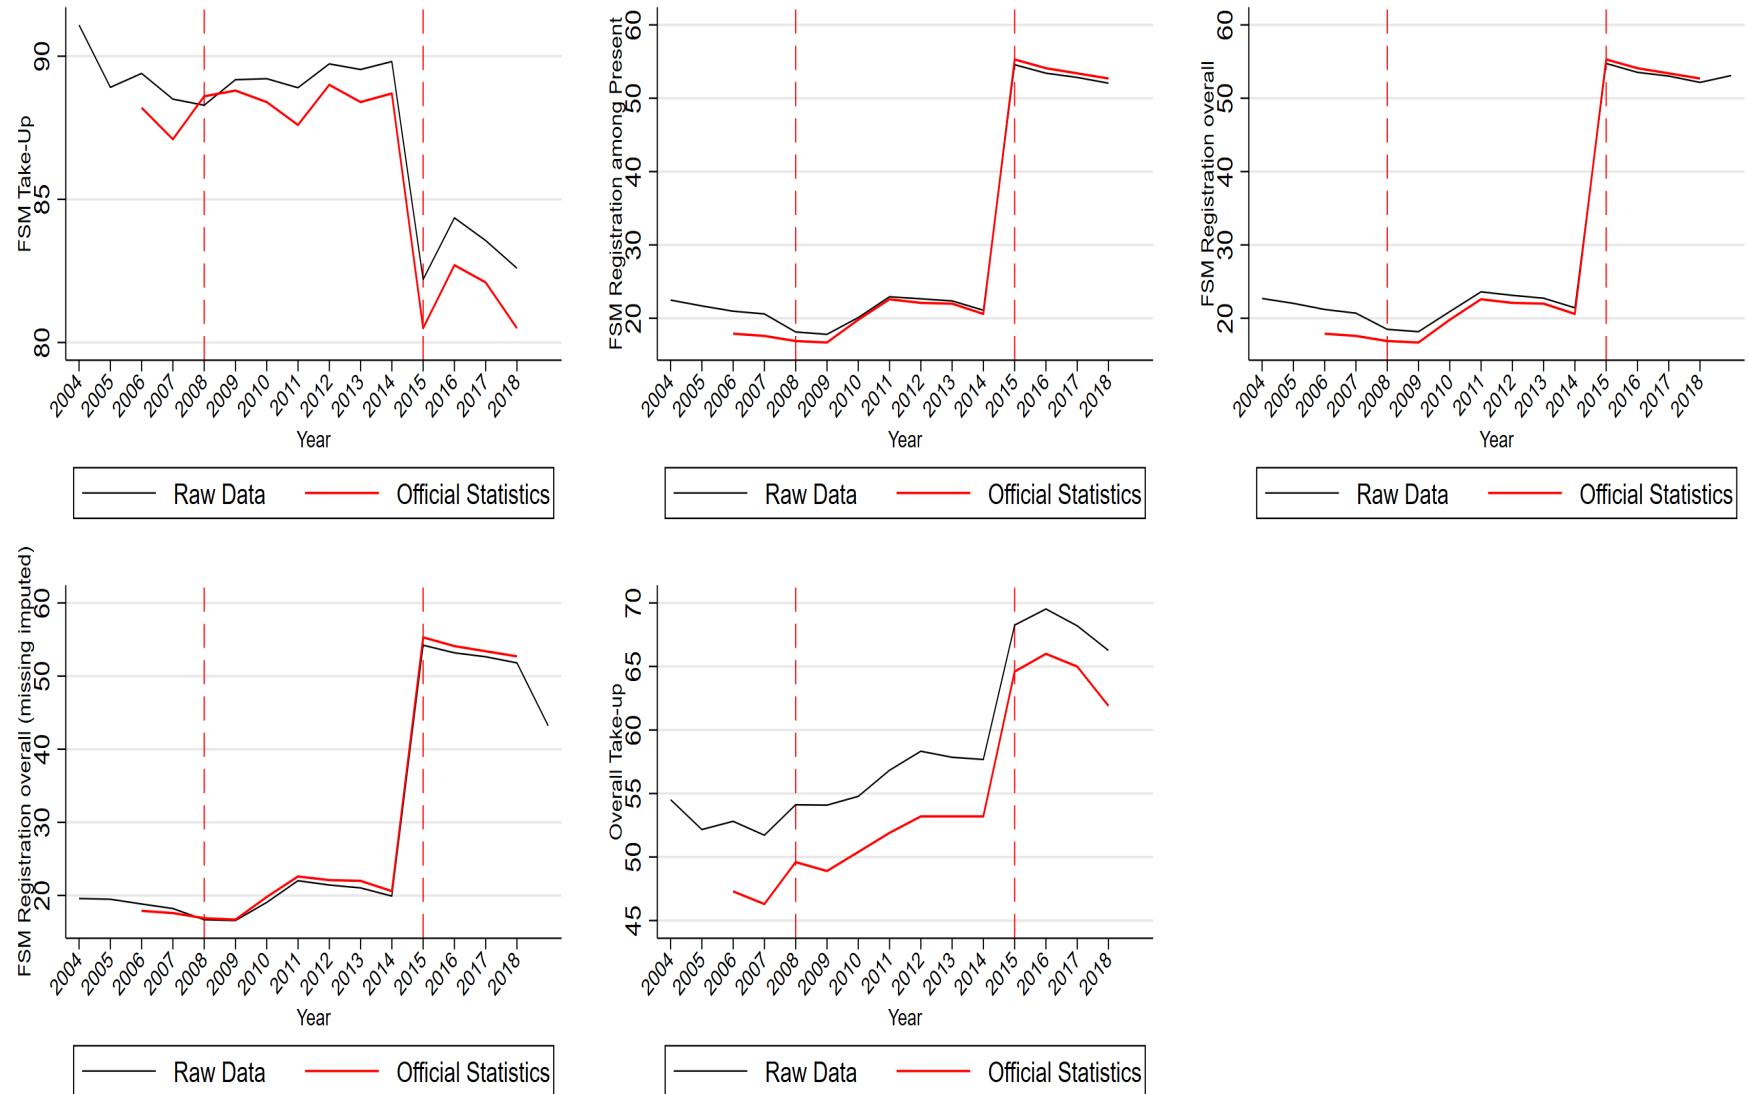 FSM Take-Up
90
85
80
2004 2005 2006 2007 2008 2009 2010 2011 2012 2013 2014 2015 2016 2017 2018
Year
Raw Data Official Statistics
FSM Registration among Present
60
50
40
30
20
2004 2005 2006 2007 2008 2009 2010 2011 2012 2013 2014 2015 2016 2017 2018
Year
Raw Data Official Statistics
FSM Registration overall
60
50
40
30
20
2004 2005 2006 2007 2008 2009 2010 2011 2012 2013 2014 2015 2016 2017 2018
Year
Raw Data Official Statistics
FSM Registration overall (missing imputed)
60
50
40
30
20
2004 2005 2006 2007 2008 2009 2010 2011 2012 2013 2014 2015 2016 2017 2018
Year
Raw Data Official Statistics
Overall Take-up
70
65
60
55
50
45
2004 2005 2006 2007 2008 2009 2010 2011 2012 2013 2014 2015 2016 2017 2018
Year
Raw Data Official Statistics